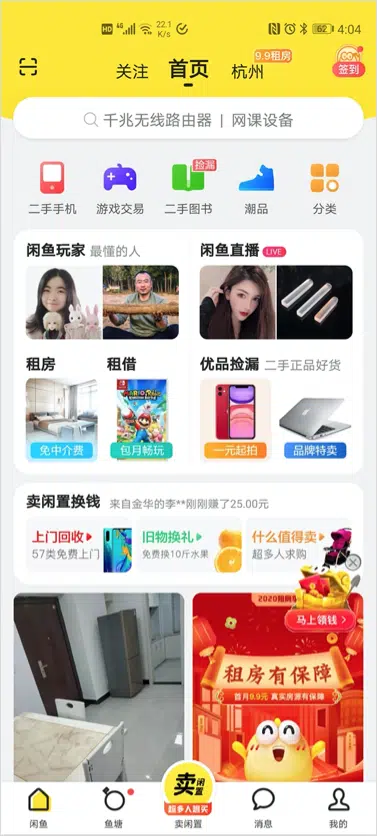 HD 4G 22.1 K/s 62 4:04
关注 首页 杭州 9.9租房 签到
千兆无线路由器 | 网课设备
捡漏
二手手机 游戏交易 二手图书 潮品 分类
闲鱼玩家 最懂的人 闲鱼直播 LIVE
租房 租借 优品捡漏 二手正品好货
免中介费 包月畅玩 一元起拍 品牌特卖
卖闲置换钱 来自金华的李**刚刚赚了25.00元
上门回收 旧物换礼 什么值得卖
57类免费上门 免费换10斤水果 超多人求购
马上领钱
租房有保障
首月9.9元 真实房源有保障
卖闲置
超多人爱买
闲鱼 鱼塘 卖闲置 消息 我的